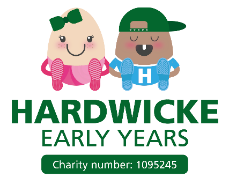 H
HARDWICKE
EARLY YEARS
Charity number: 1095245